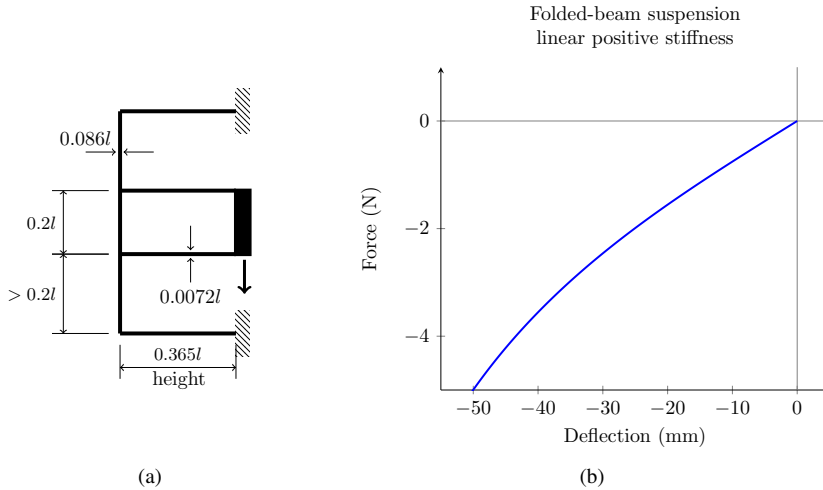 Folded-beam suspension
linear positive stiffness
0.086l
0.2l
> 0.2l
0.0072l
0.365l
height
Force (N)
0
−2
−4
−50
−40
−30
−20
−10
0
Deflection (mm)
(a)
(b)